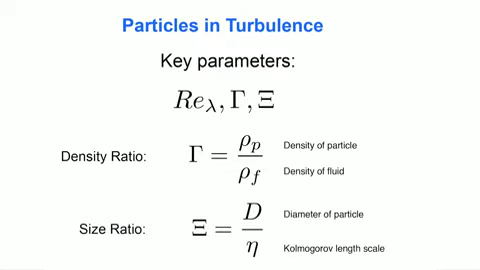 Particles in Turbulence
Key parameters:
Re_λ, Γ, Ξ
Density Ratio: Γ = ρ_p / ρ_f
Density of particle
Density of fluid
Size Ratio: Ξ = D / η
Diameter of particle
Kolmogorov length scale